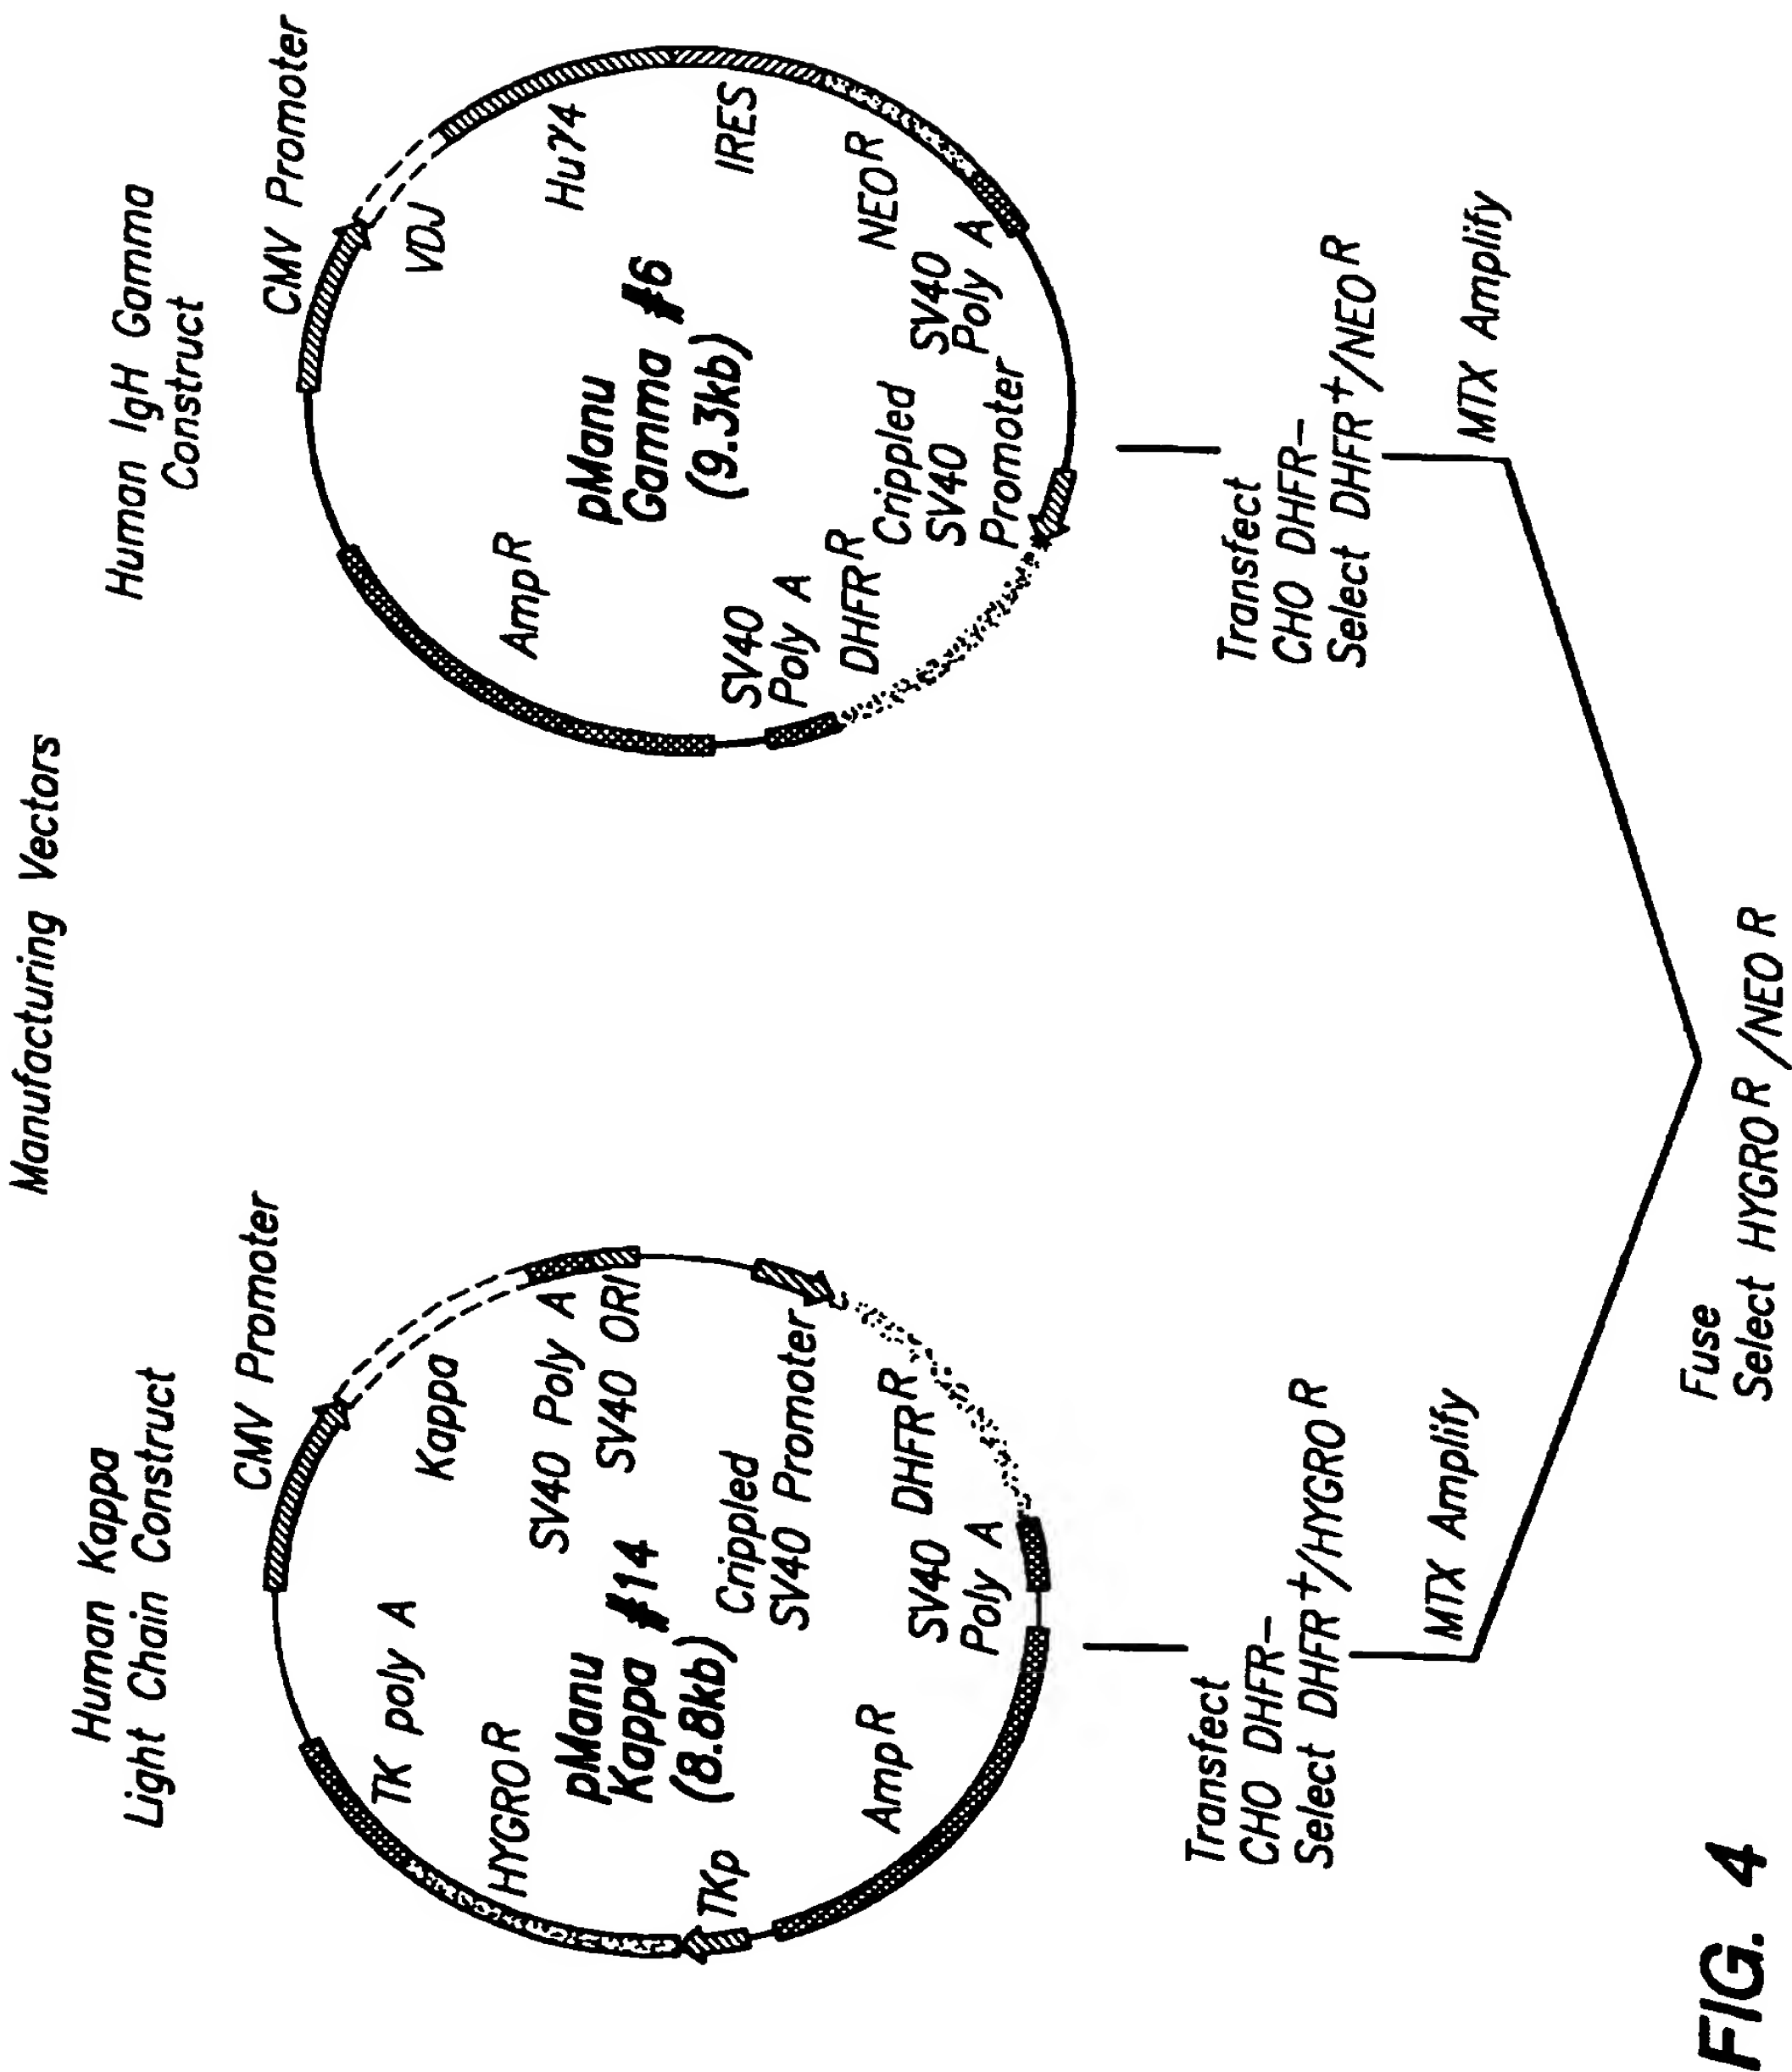 Manufacturing Vectors
Human Kappa
Light Chain Construct
CMV Promoter
TK poly A
Kappa
HYGRO R
SV40 Poly A
pManu
Kappa #14
(8.8kb)
SV40 ORI
TKp
Crippled
SV40 Promoter
Amp R
DHFR R
SV40
Poly A
Transfect
CHO DHFR-
Select DHFR+/HYGRO R
MTX Amplify
Human IgH Gamma
Construct
CMV Promoter
VDJ
Amp R
Huγ4
pManu
Gamma #6
(9.3kb)
IRES
SV40
Poly A
DHFR R
NEO R
Crippled
SV40
Promoter
SV40
Poly A
Transfect
CHO DHFR-
Select DHFR+/NEO R
MTX Amplify
Fuse
Select HYGRO R/NEO R
FIG. 4